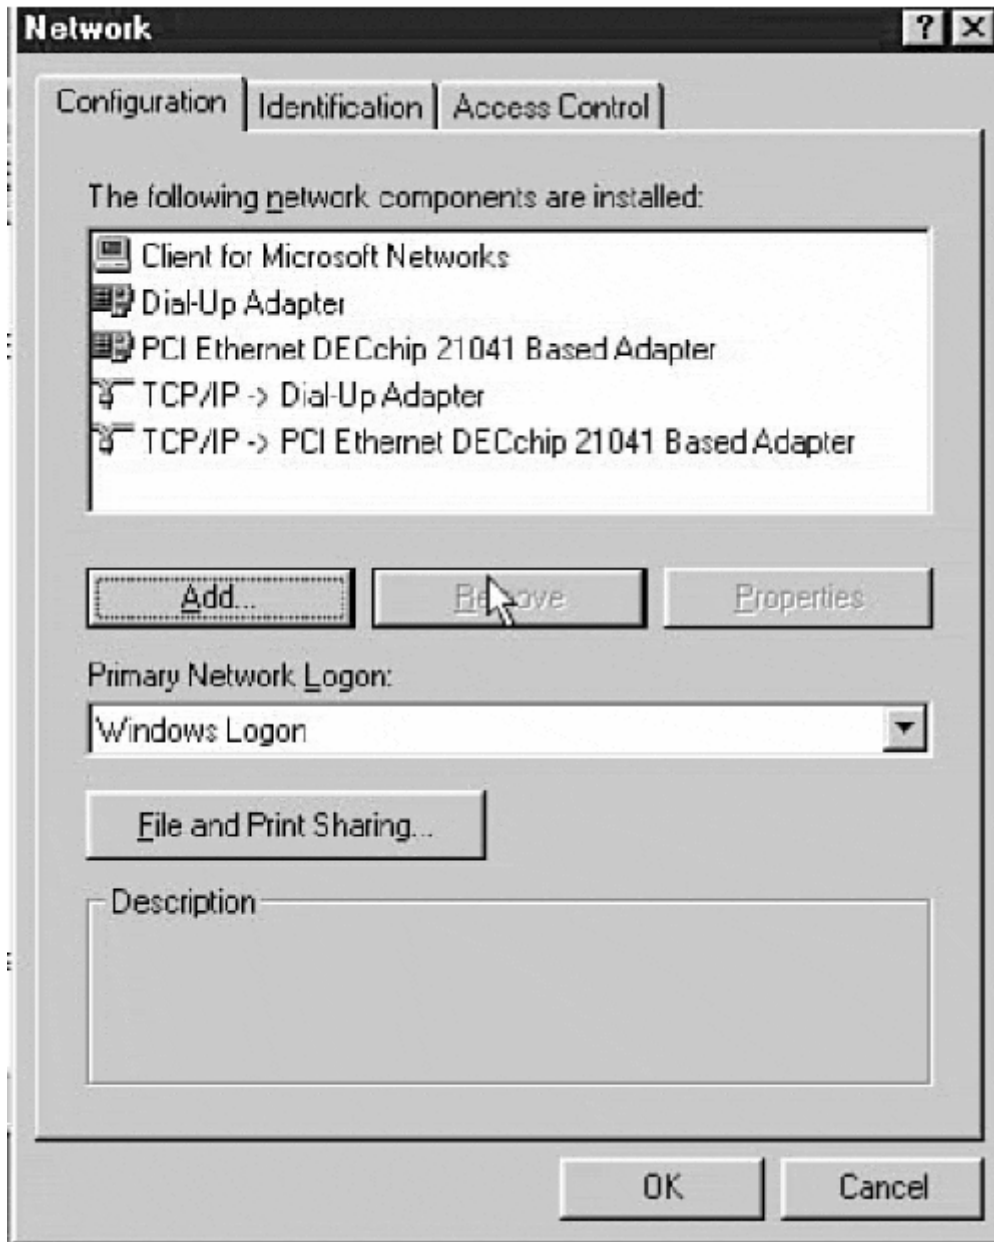 Network
Configuration Identification Access Control
The following network components are installed:
Client for Microsoft Networks
Dial-Up Adapter
PCI Ethernet DECchip 21041 Based Adapter
TCP/IP -> Dial-Up Adapter
TCP/IP -> PCI Ethernet DECchip 21041 Based Adapter
Add... Remove Properties
Primary Network Logon:
Windows Logon
File and Print Sharing...
Description
OK Cancel